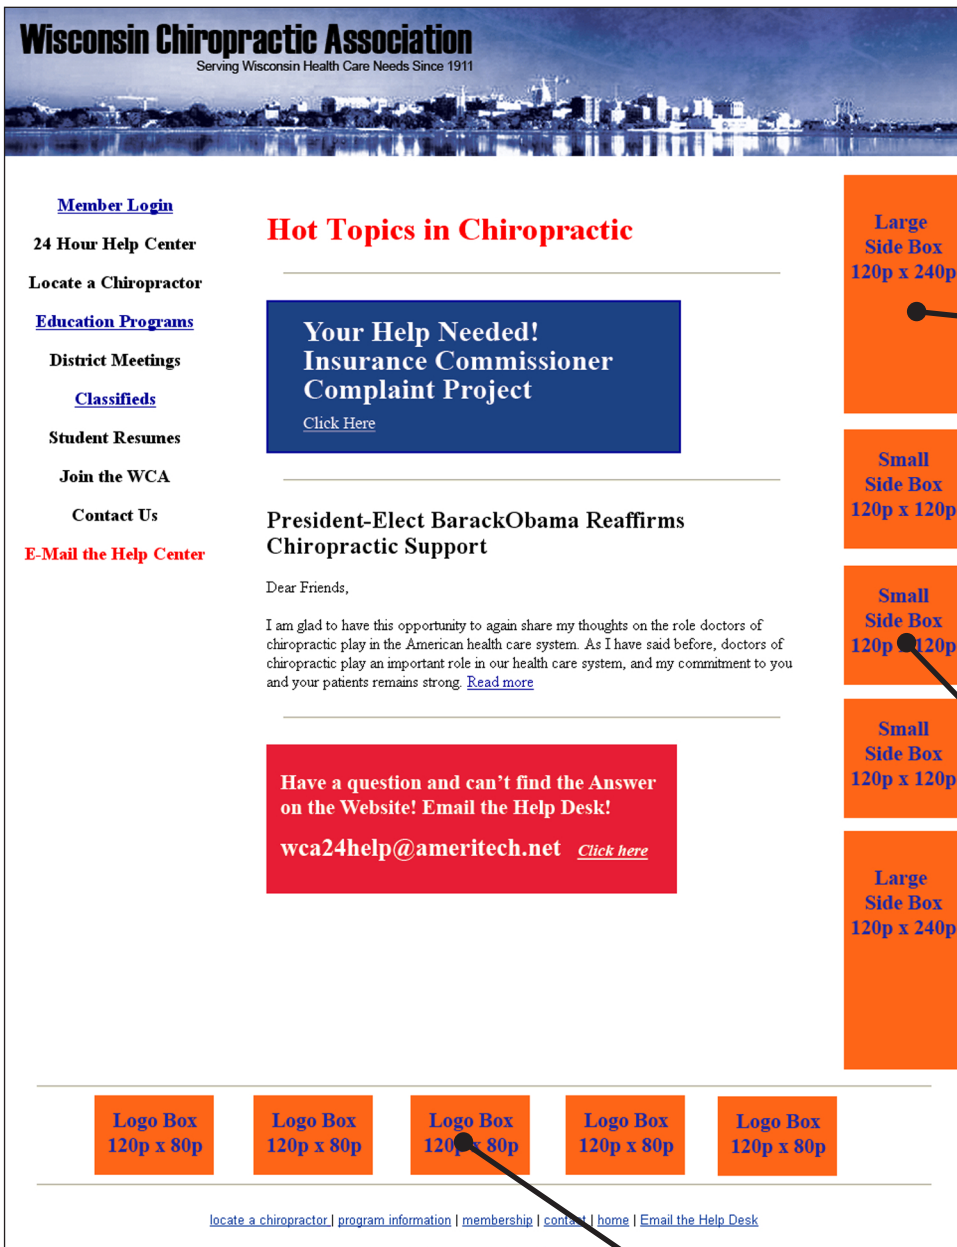 Wisconsin Chiropractic Association
Serving Wisconsin Health Care Needs Since 1911
Member Login
24 Hour Help Center
Locate a Chiropractor
Education Programs
District Meetings
Classifieds
Student Resumes
Join the WCA
Contact Us
E-Mail the Help Center
Hot Topics in Chiropractic
Your Help Needed!
Insurance Commissioner
Complaint Project
Click Here
President-Elect BarackObama Reaffirms
Chiropractic Support
Dear Friends,
I am glad to have this opportunity to again share my thoughts on the role doctors of
chiropractic play in the American health care system. As I have said before, doctors of
chiropractic play an important role in our health care system, and my commitment to you
and your patients remains strong. Read more
Have a question and can't find the Answer
on the Website! Email the Help Desk!
wca24help@ameritech.net Click here
Large
Side Box
120p x 240p
Small
Side Box
120p x 120p
Small
Side Box
120p x 120p
Small
Side Box
120p x 120p
Large
Side Box
120p x 240p
Logo Box
120p x 80p
Logo Box
120p x 80p
Logo Box
120p x 80p
Logo Box
120p x 80p
Logo Box
120p x 80p
locate a chiropractor | program information | membership | contact | home | Email the Help Desk